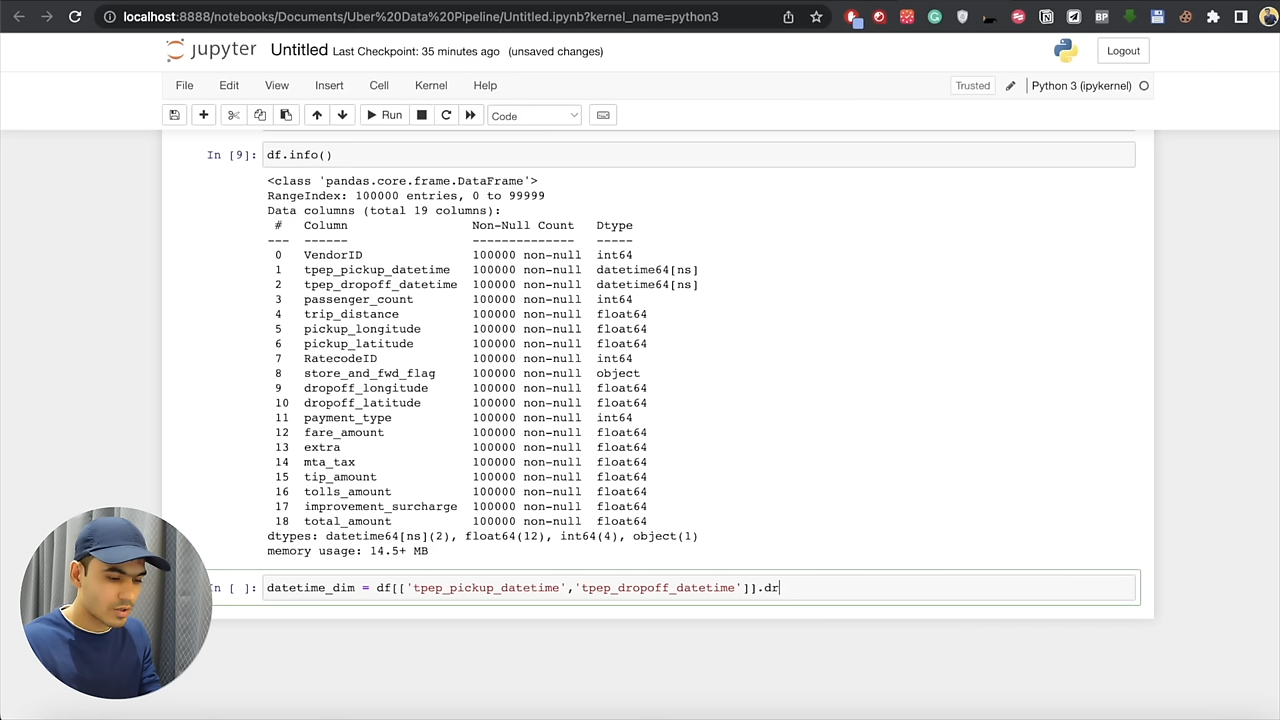 localhost:8888/notebooks/Documents/Uber%20Data%20Pipeline/Untitled.ipynb?kernel_name=python3
BP
jupyter Untitled Last Checkpoint: 35 minutes ago (unsaved changes)
Logout
File Edit View Insert Cell Kernel Help
Trusted Python 3 (ipykernel)
Run Code
In [9]: df.info()
<class 'pandas.core.frame.DataFrame'>
RangeIndex: 100000 entries, 0 to 99999
Data columns (total 19 columns):
# Column Non-Null Count Dtype
--- ------ -------------- -----
0 VendorID 100000 non-null int64
1 tpep_pickup_datetime 100000 non-null datetime64[ns]
2 tpep_dropoff_datetime 100000 non-null datetime64[ns]
3 passenger_count 100000 non-null int64
4 trip_distance 100000 non-null float64
5 pickup_longitude 100000 non-null float64
6 pickup_latitude 100000 non-null float64
7 RatecodeID 100000 non-null int64
8 store_and_fwd_flag 100000 non-null object
9 dropoff_longitude 100000 non-null float64
10 dropoff_latitude 100000 non-null float64
11 payment_type 100000 non-null int64
12 fare_amount 100000 non-null float64
13 extra 100000 non-null float64
14 mta_tax 100000 non-null float64
15 tip_amount 100000 non-null float64
16 tolls_amount 100000 non-null float64
17 improvement_surcharge 100000 non-null float64
18 total_amount 100000 non-null float64
dtypes: datetime64[ns](2), float64(12), int64(4), object(1)
memory usage: 14.5+ MB
n [ ]: datetime_dim = df[['tpep_pickup_datetime','tpep_dropoff_datetime']].dr